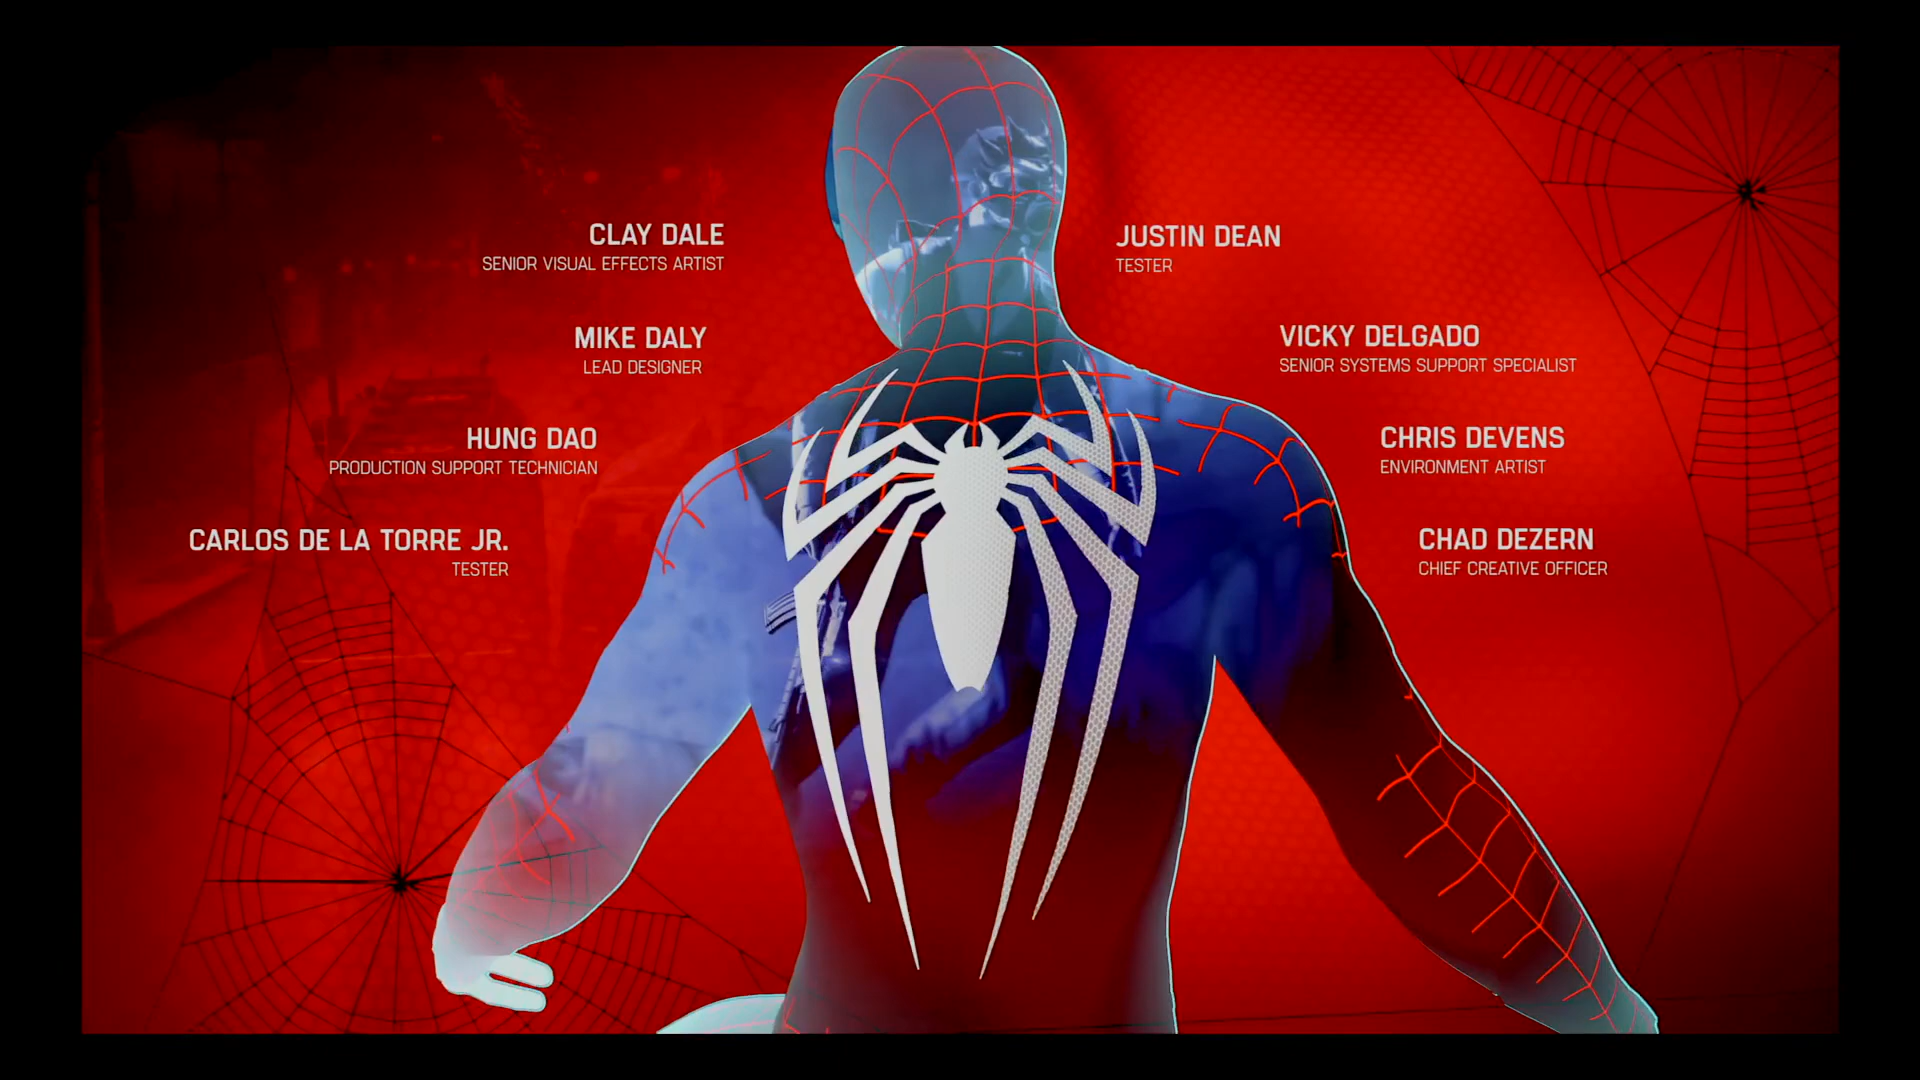 CLAY DALE
SENIOR VISUAL EFFECTS ARTIST
MIKE DALY
LEAD DESIGNER
HUNG DAO
PRODUCTION SUPPORT TECHNICIAN
CARLOS DE LA TORRE JR.
TESTER
JUSTIN DEAN
TESTER
VICKY DELGADO
SENIOR SYSTEMS SUPPORT SPECIALIST
CHRIS DEVENS
ENVIRONMENT ARTIST
CHAD DEZERN
CHIEF CREATIVE OFFICER